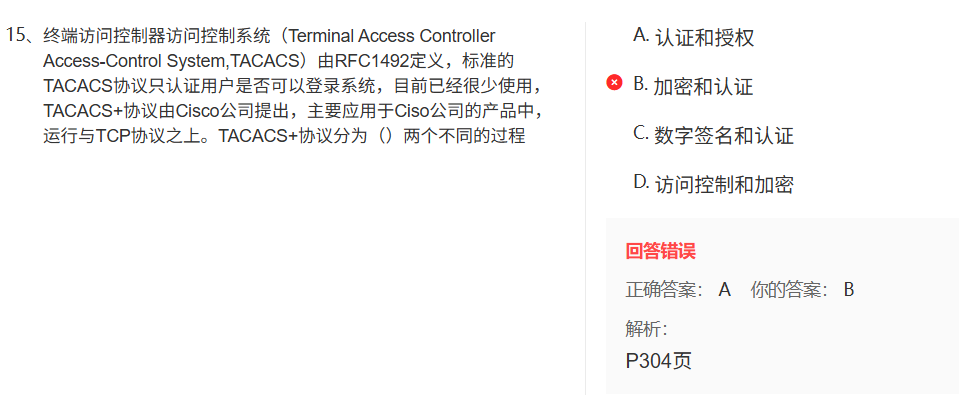 15、终端访问控制器访问控制系统（Terminal Access Controller
Access-Control System,TACACS）由RFC1492定义，标准的
TACACS协议只认证用户是否可以登录系统，目前已经很少使用，
TACACS+协议由Cisco公司提出，主要应用于Ciso公司的产品中，
运行与TCP协议之上。TACACS+协议分为（）两个不同的过程
A. 认证和授权
B. 加密和认证
C. 数字签名和认证
D. 访问控制和加密
回答错误
正确答案： A 你的答案： B
解析：
P304页